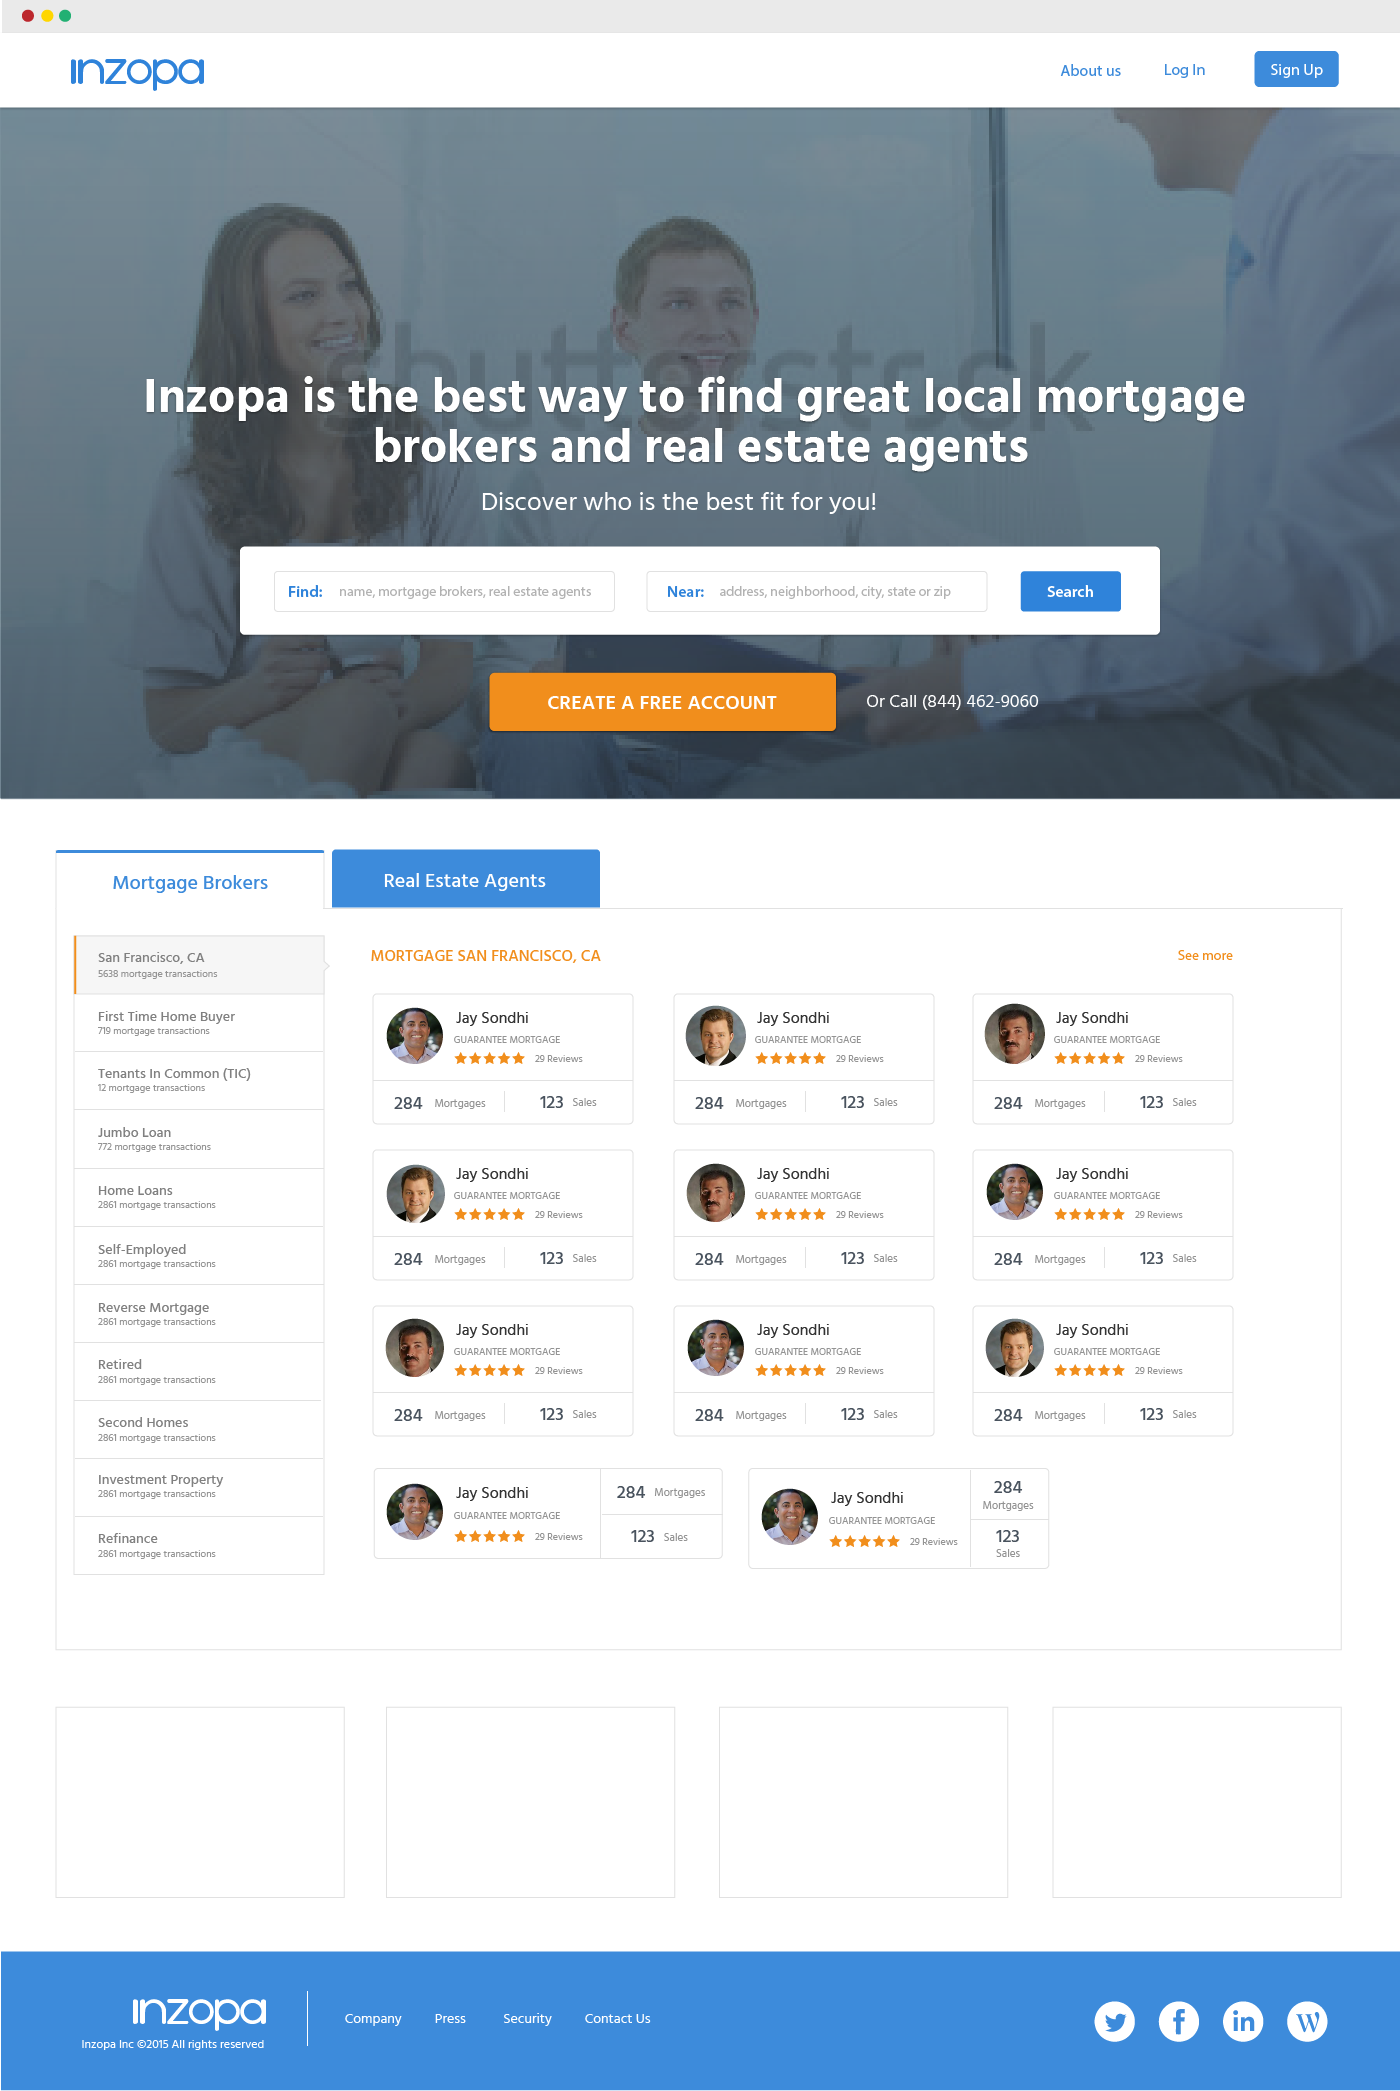 inzopa
About us
Log In
Sign Up
Inzopa is the best way to find great local mortgage
brokers and real estate agents
Discover who is the best fit for you!
Find: name, mortgage brokers, real estate agents
Near: address, neighborhood, city, state or zip
Search
CREATE A FREE ACCOUNT
Or Call (844) 462-9060
Mortgage Brokers
Real Estate Agents
San Francisco, CA
5638 mortgage transactions
First Time Home Buyer
719 mortgage transactions
Tenants In Common (TIC)
12 mortgage transactions
Jumbo Loan
772 mortgage transactions
Home Loans
2861 mortgage transactions
Self-Employed
2861 mortgage transactions
Reverse Mortgage
2861 mortgage transactions
Retired
2861 mortgage transactions
Second Homes
2861 mortgage transactions
Investment Property
2861 mortgage transactions
Refinance
2861 mortgage transactions
MORTGAGE SAN FRANCISCO, CA
See more
Jay Sondhi
GUARANTEE MORTGAGE
29 Reviews
284 Mortgages
123 Sales
Jay Sondhi
GUARANTEE MORTGAGE
29 Reviews
284 Mortgages
123 Sales
Jay Sondhi
GUARANTEE MORTGAGE
29 Reviews
284 Mortgages
123 Sales
Jay Sondhi
GUARANTEE MORTGAGE
29 Reviews
284 Mortgages
123 Sales
Jay Sondhi
GUARANTEE MORTGAGE
29 Reviews
284 Mortgages
123 Sales
Jay Sondhi
GUARANTEE MORTGAGE
29 Reviews
284 Mortgages
123 Sales
Jay Sondhi
GUARANTEE MORTGAGE
29 Reviews
284 Mortgages
123 Sales
Jay Sondhi
GUARANTEE MORTGAGE
29 Reviews
284 Mortgages
123 Sales
Jay Sondhi
GUARANTEE MORTGAGE
29 Reviews
284 Mortgages
123 Sales
Jay Sondhi
GUARANTEE MORTGAGE
29 Reviews
284 Mortgages
123 Sales
Jay Sondhi
GUARANTEE MORTGAGE
29 Reviews
284
Mortgages
123
Sales
inzopa
Inzopa Inc ©2015 All rights reserved
Company
Press
Security
Contact Us